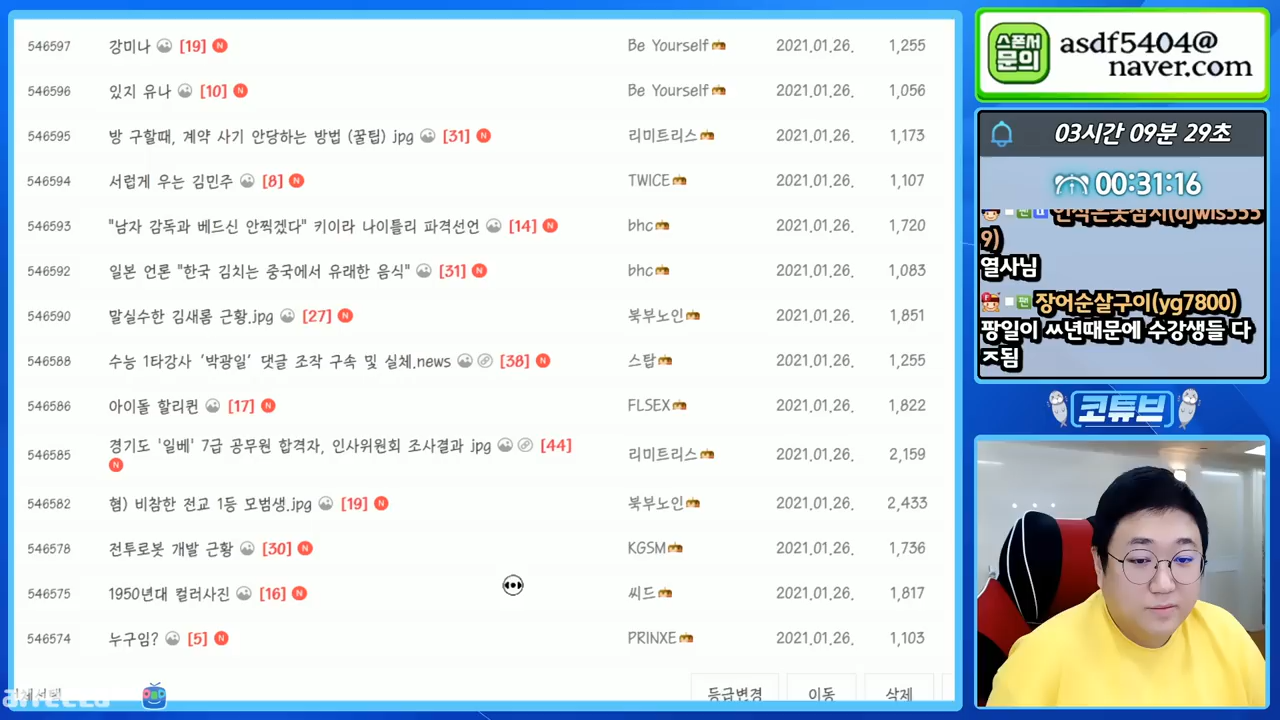 546597 강미나 [19] N Be Yourself 2021.01.26. 1,255
546596 있지 유나 [10] N Be Yourself 2021.01.26. 1,056
546595 방 구할때, 계약 사기 안당하는 방법 (꿀팁) jpg [31] N 리미트리스 2021.01.26. 1,173
546594 서럽게 우는 김민주 [8] N TWICE 2021.01.26. 1,107
546593 "남자 감독과 베드신 안찍겠다" 키이라 나이틀리 파격선언 [14] N bhc 2021.01.26. 1,720
546592 일본 언론 "한국 김치는 중국에서 유래한 음식" [31] N bhc 2021.01.26. 1,083
546590 말실수한 김새롬 근황.jpg [27] N 북부노인 2021.01.26. 1,851
546588 수능 1타강사 ‘박광일’ 댓글 조작 구속 및 실체.news [38] N 스탑 2021.01.26. 1,255
546586 아이돌 할리퀸 [17] N FLSEX 2021.01.26. 1,822
546585 경기도 '일베' 7급 공무원 합격자, 인사위원회 조사결과 jpg [44] 리미트리스 2021.01.26. 2,159
N
546582 혐) 비참한 전교 1등 모범생.jpg [19] N 북부노인 2021.01.26. 2,433
546578 전투로봇 개발 근황 [30] N KGSM 2021.01.26. 1,736
546575 1950년대 컬러사진 [16] N 씨드 2021.01.26. 1,817
546574 누구임? [5] N PRINXE 2021.01.26. 1,103
등급변경 이동 삭제
스폰서
문의
asdf5404@
naver.com
03시간 09분 29초
00:31:16
9)
열사님
팬 장어순살구이(yg7800)
팡일이 ㅆ년때문에 수강생들 다
ㅈ됨
코튜브